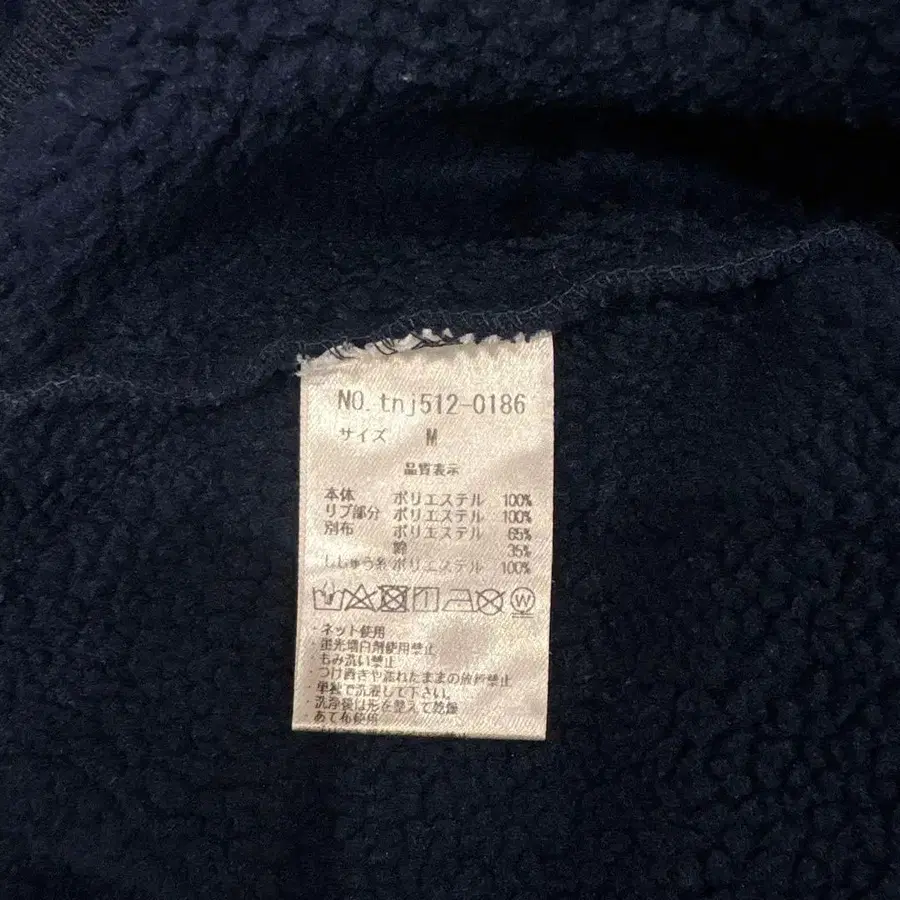 NO. tnj512-0186
サイズ M
品質表示
本体 ポリエステル 100%
リブ部分 ポリエステル 100%
別布 ポリエステル 65%
綿 35%
ししゅう糸 ポリエステル 100%
W
・ネット使用
・蛍光増白剤使用禁止
・もみ洗い禁止
・つけ置きや濡れたままの放置禁止
・単独で洗濯して下さい。
・洗浄後は形を整えて乾燥
・あて布使用